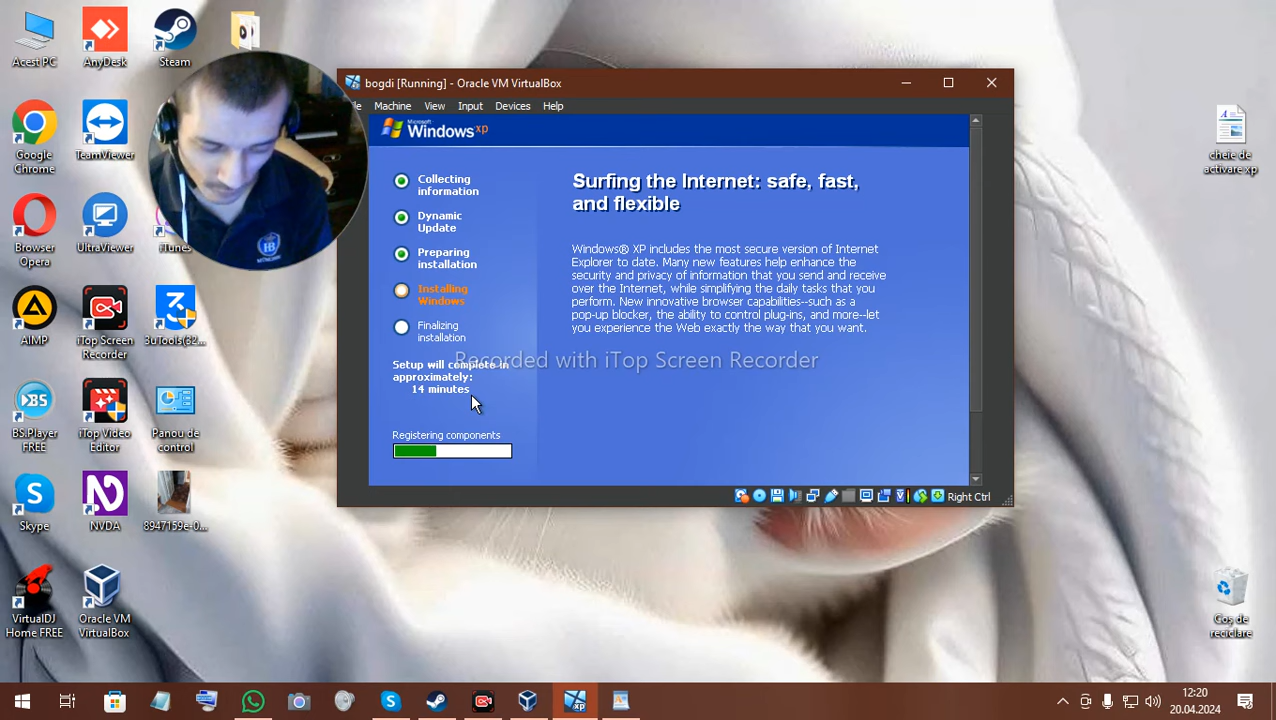 Acest PC
AnyDesk
Steam
Google
Chrome
TeamViewer
Browser
Opera
UltraViewer
iTunes
AIMP
iTop Screen
Recorder
3uTools(32...
BS.Player
FREE
iTop Video
Editor
Panou de
control
Skype
NVDA
8947159e-0...
VirtualDJ
Home FREE
Oracle VM
VirtualBox
cheie de
activare xp
Coș de
reciclare
bogdi [Running] - Oracle VM VirtualBox
Machine View Input Devices Help
Microsoft
Windows xp
Collecting
information
Dynamic
Update
Preparing
installation
Installing
Windows
Finalizing
installation
Setup will complete in
approximately:
14 minutes
Registering components
Surfing the Internet: safe, fast,
and flexible
Windows® XP includes the most secure version of Internet
Explorer to date. Many new features help enhance the
security and privacy of information that you send and receive
over the Internet, while simplifying the daily tasks that you
perform. New innovative browser capabilities--such as a
pop-up blocker, the ability to control plug-ins, and more--let
you experience the Web exactly the way that you want.
Recorded with iTop Screen Recorder
Right Ctrl
12:20
20.04.2024